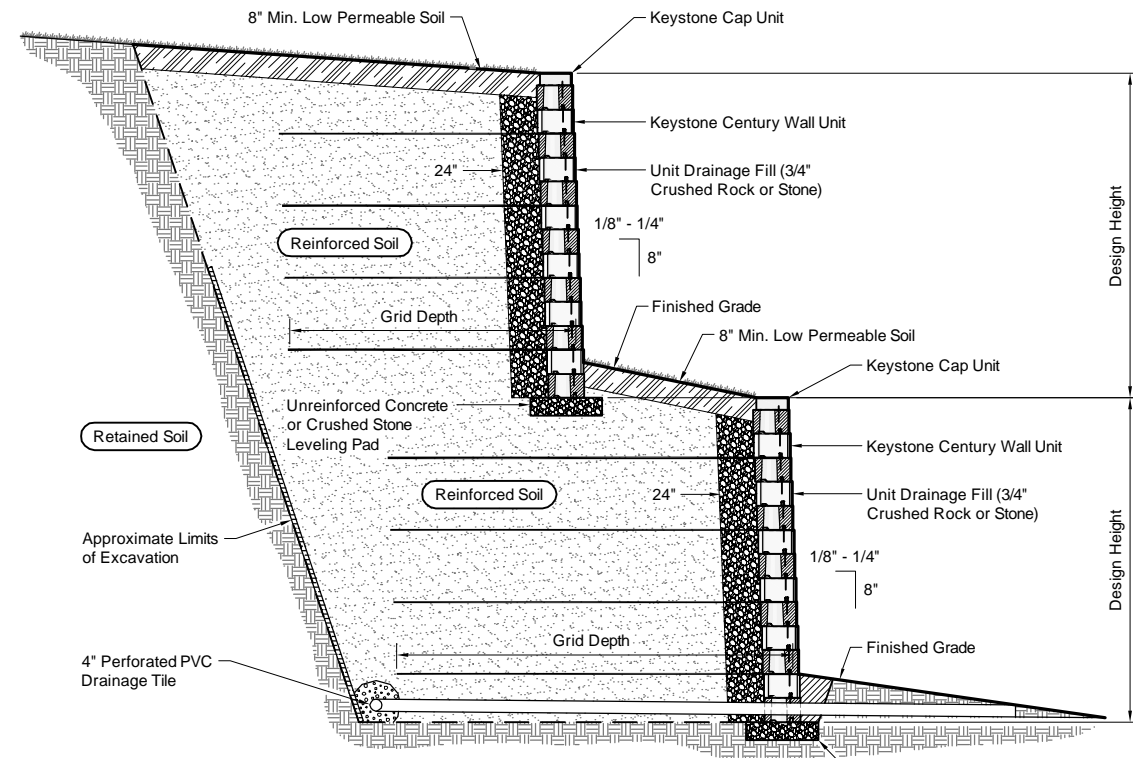 8" Min. Low Permeable Soil
Keystone Cap Unit
Keystone Century Wall Unit
24"
Unit Drainage Fill (3/4"
Crushed Rock or Stone)
1/8" - 1/4"
8"
Reinforced Soil
Design Height
Finished Grade
Grid Depth
8" Min. Low Permeable Soil
Keystone Cap Unit
Unreinforced Concrete
or Crushed Stone
Leveling Pad
Retained Soil
Keystone Century Wall Unit
Reinforced Soil
24"
Unit Drainage Fill (3/4"
Crushed Rock or Stone)
Approximate Limits
of Excavation
1/8" - 1/4"
8"
Design Height
Grid Depth
Finished Grade
4" Perforated PVC
Drainage Tile